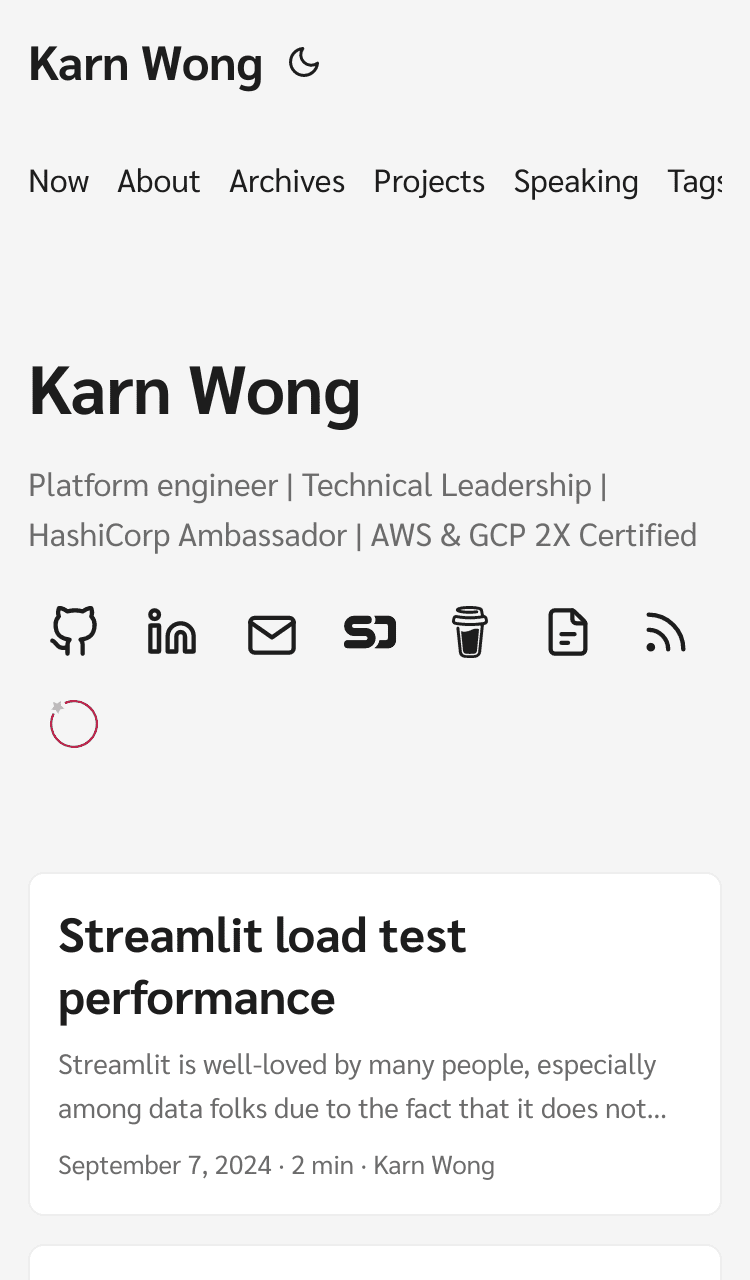 Karn Wong
Now About Archives Projects Speaking Tags
Karn Wong
Platform engineer | Technical Leadership |
HashiCorp Ambassador | AWS & GCP 2X Certified
Streamlit load test
performance
Streamlit is well-loved by many people, especially
among data folks due to the fact that it does not...
September 7, 2024 · 2 min · Karn Wong